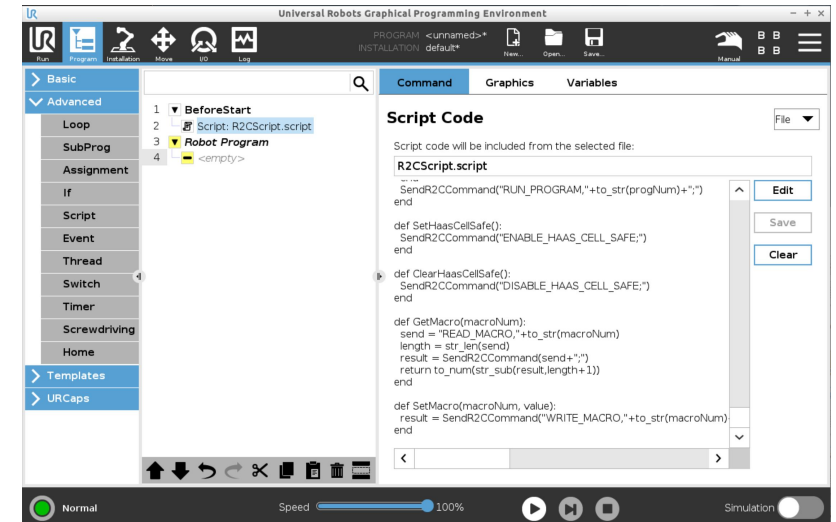 Universal Robots Graphical Programming Environment
UR
Run
Program
Installation
Move
I/O
Log
PROGRAM <unnamed>*
INSTALLATION default*
New...
Open...
Save...
Manual
B B
B B
Basic
Advanced
Loop
SubProg
Assignment
If
Script
Event
Thread
Switch
Timer
Screwdriving
Home
Templates
URCaps
1 BeforeStart
2 Script: R2CScript.script
3 Robot Program
4 <empty>
Command Graphics Variables
Script Code
File
Script code will be included from the selected file:
R2CScript.script
SendR2CCommand("RUN_PROGRAM,"+to_str(progNum)+";")
end
def SetHaasCellSafe():
SendR2CCommand("ENABLE_HAAS_CELL_SAFE;")
end
def ClearHaasCellSafe():
SendR2CCommand("DISABLE_HAAS_CELL_SAFE;")
end
def GetMacro(macroNum):
send = "READ_MACRO,"+to_str(macroNum)
length = str_len(send)
result = SendR2CCommand(send+";")
return to_num(str_sub(result,length+1))
end
def SetMacro(macroNum, value):
result = SendR2CCommand("WRITE_MACRO,"+to_str(macroNum)
end
Edit
Save
Clear
Normal
Speed 100%
Simulation